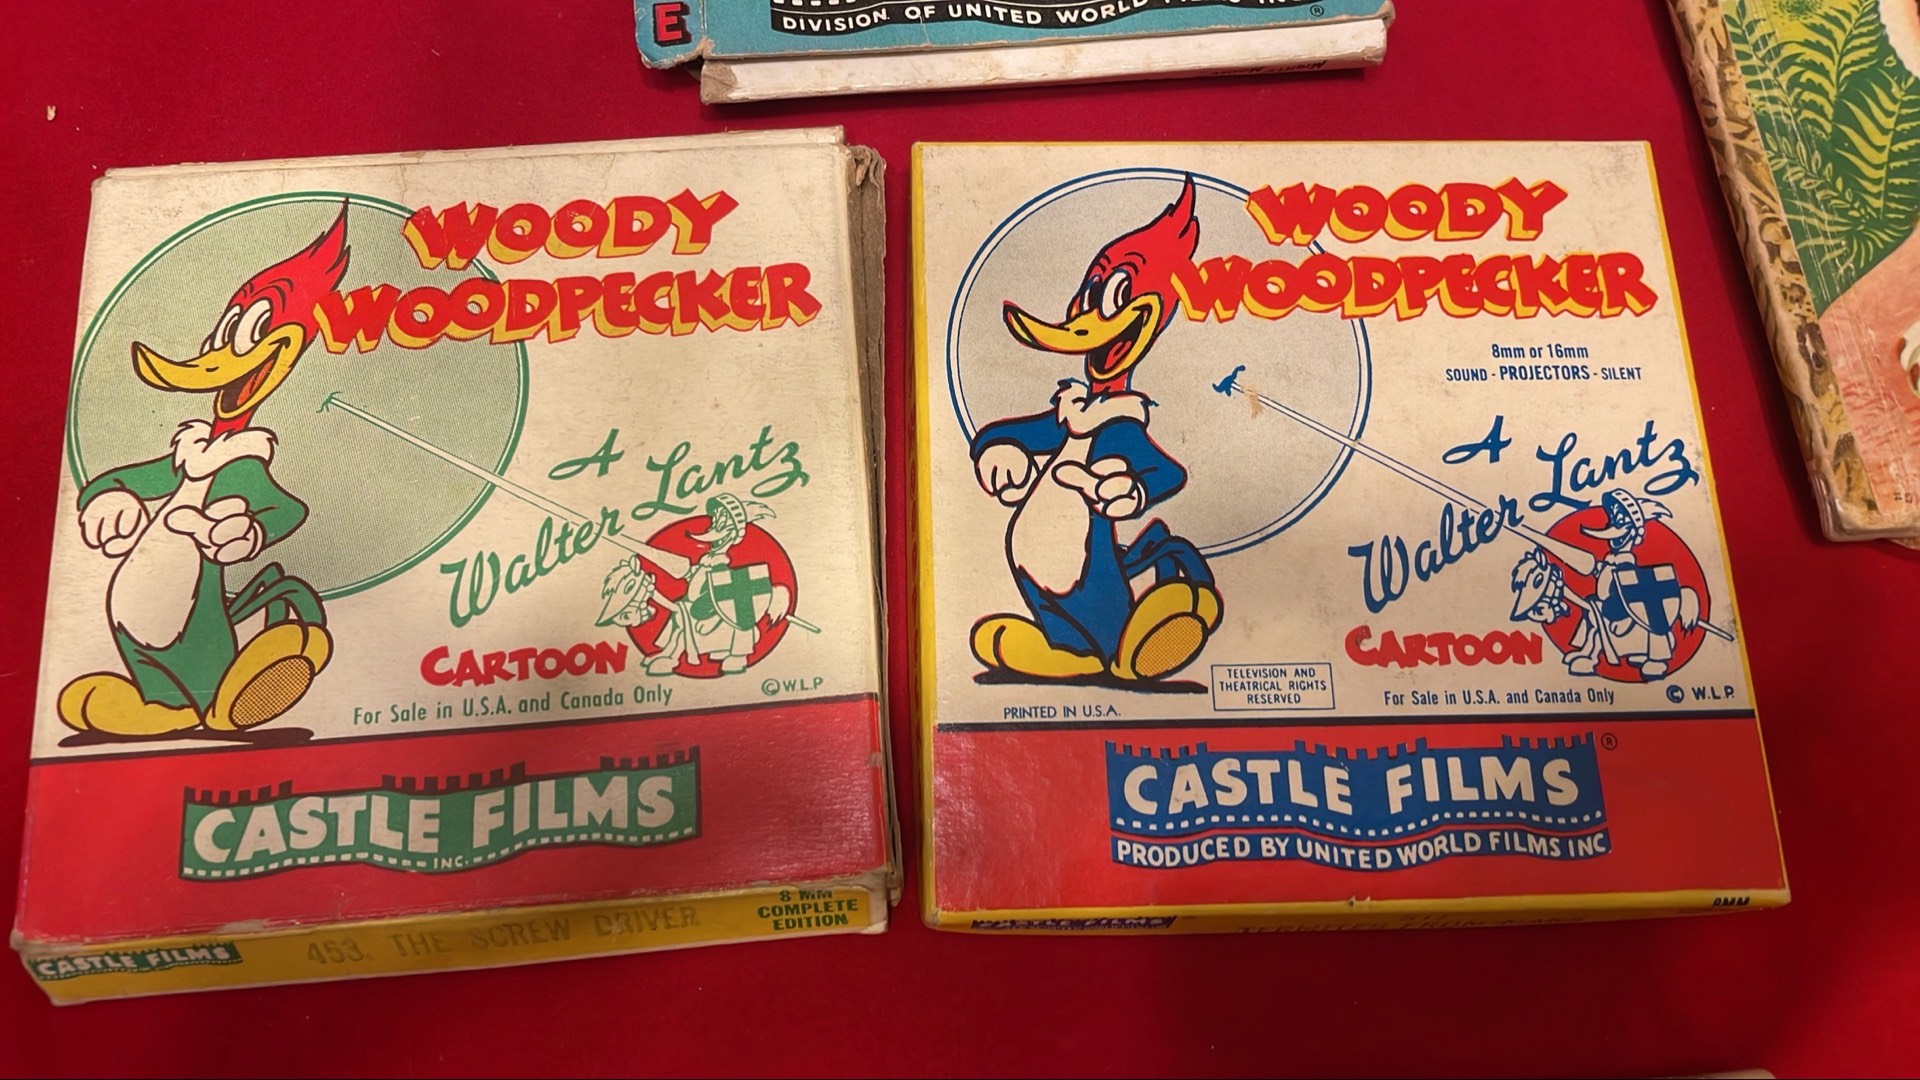 E
DIVISION OF UNITED WORLD FILMS INC. ®
WOODY
WOODPECKER
A
Walter Lantz
CARTOON
For Sale in U.S.A. and Canada Only
© W.L.P
CASTLE FILMS
INC.
CASTLE FILMS
453. THE SCREW DRIVER
8 MM
COMPLETE
EDITION
WOODY
WOODPECKER
8mm or 16mm
SOUND - PROJECTORS - SILENT
A
Walter Lantz
CARTOON
TELEVISION AND
THEATRICAL RIGHTS
RESERVED
PRINTED IN U.S.A.
For Sale in U.S.A. and Canada Only
© W.L.P.
CASTLE FILMS ®
PRODUCED BY UNITED WORLD FILMS INC
CASTLE FILMS
8MM